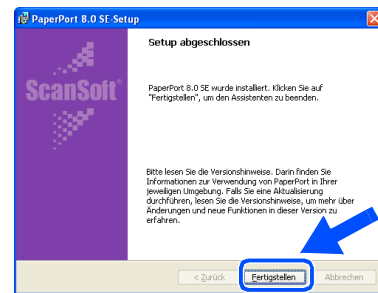 PaperPort 8.0 SE-Setup
Setup abgeschlossen
ScanSoft®
PaperPort 8.0 SE wurde installiert. Klicken Sie auf
"Fertigstellen", um den Assistenten zu beenden.
Bitte lesen Sie die Versionshinweise. Darin finden Sie
Informationen zur Verwendung von PaperPort in Ihrer
jeweiligen Umgebung. Falls Sie eine Aktualisierung
durchführen, lesen Sie die Versionshinweise, um mehr über
Änderungen und neue Funktionen in dieser Version zu
erfahren.
< Zurück
Fertigstellen
Abbrechen